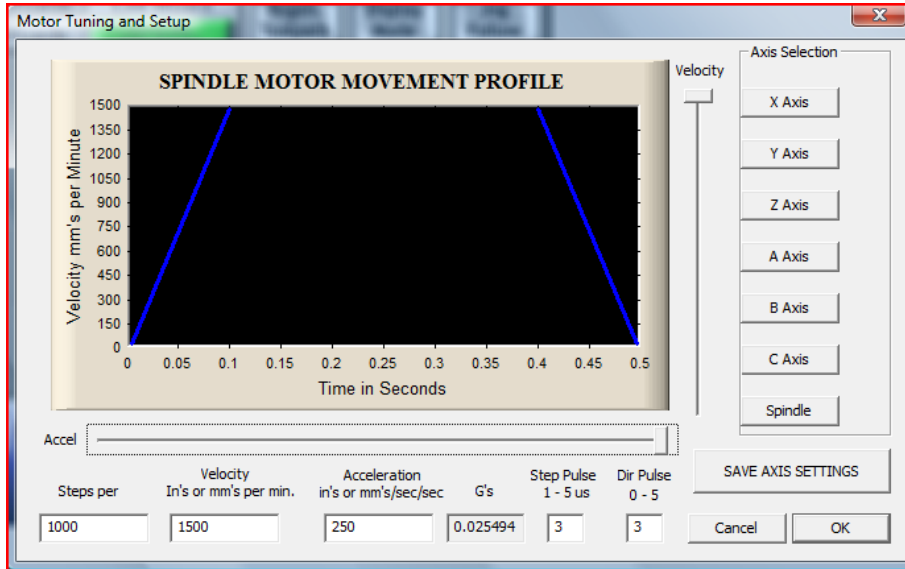 Motor Tuning and Setup
SPINDLE MOTOR MOVEMENT PROFILE
Velocity mm's per Minute
1500
1350
1200
1050
900
750
600
450
300
150
0
0 0.05 0.1 0.15 0.2 0.25 0.3 0.35 0.4 0.45 0.5
Time in Seconds
Velocity
Axis Selection
X Axis
Y Axis
Z Axis
A Axis
B Axis
C Axis
Spindle
Accel
SAVE AXIS SETTINGS
Steps per
Velocity
In's or mm's per min.
Acceleration
in's or mm's/sec/sec
G's
Step Pulse
1 - 5 us
Dir Pulse
0 - 5
1000 1500 250 0.025494 3 3
Cancel OK